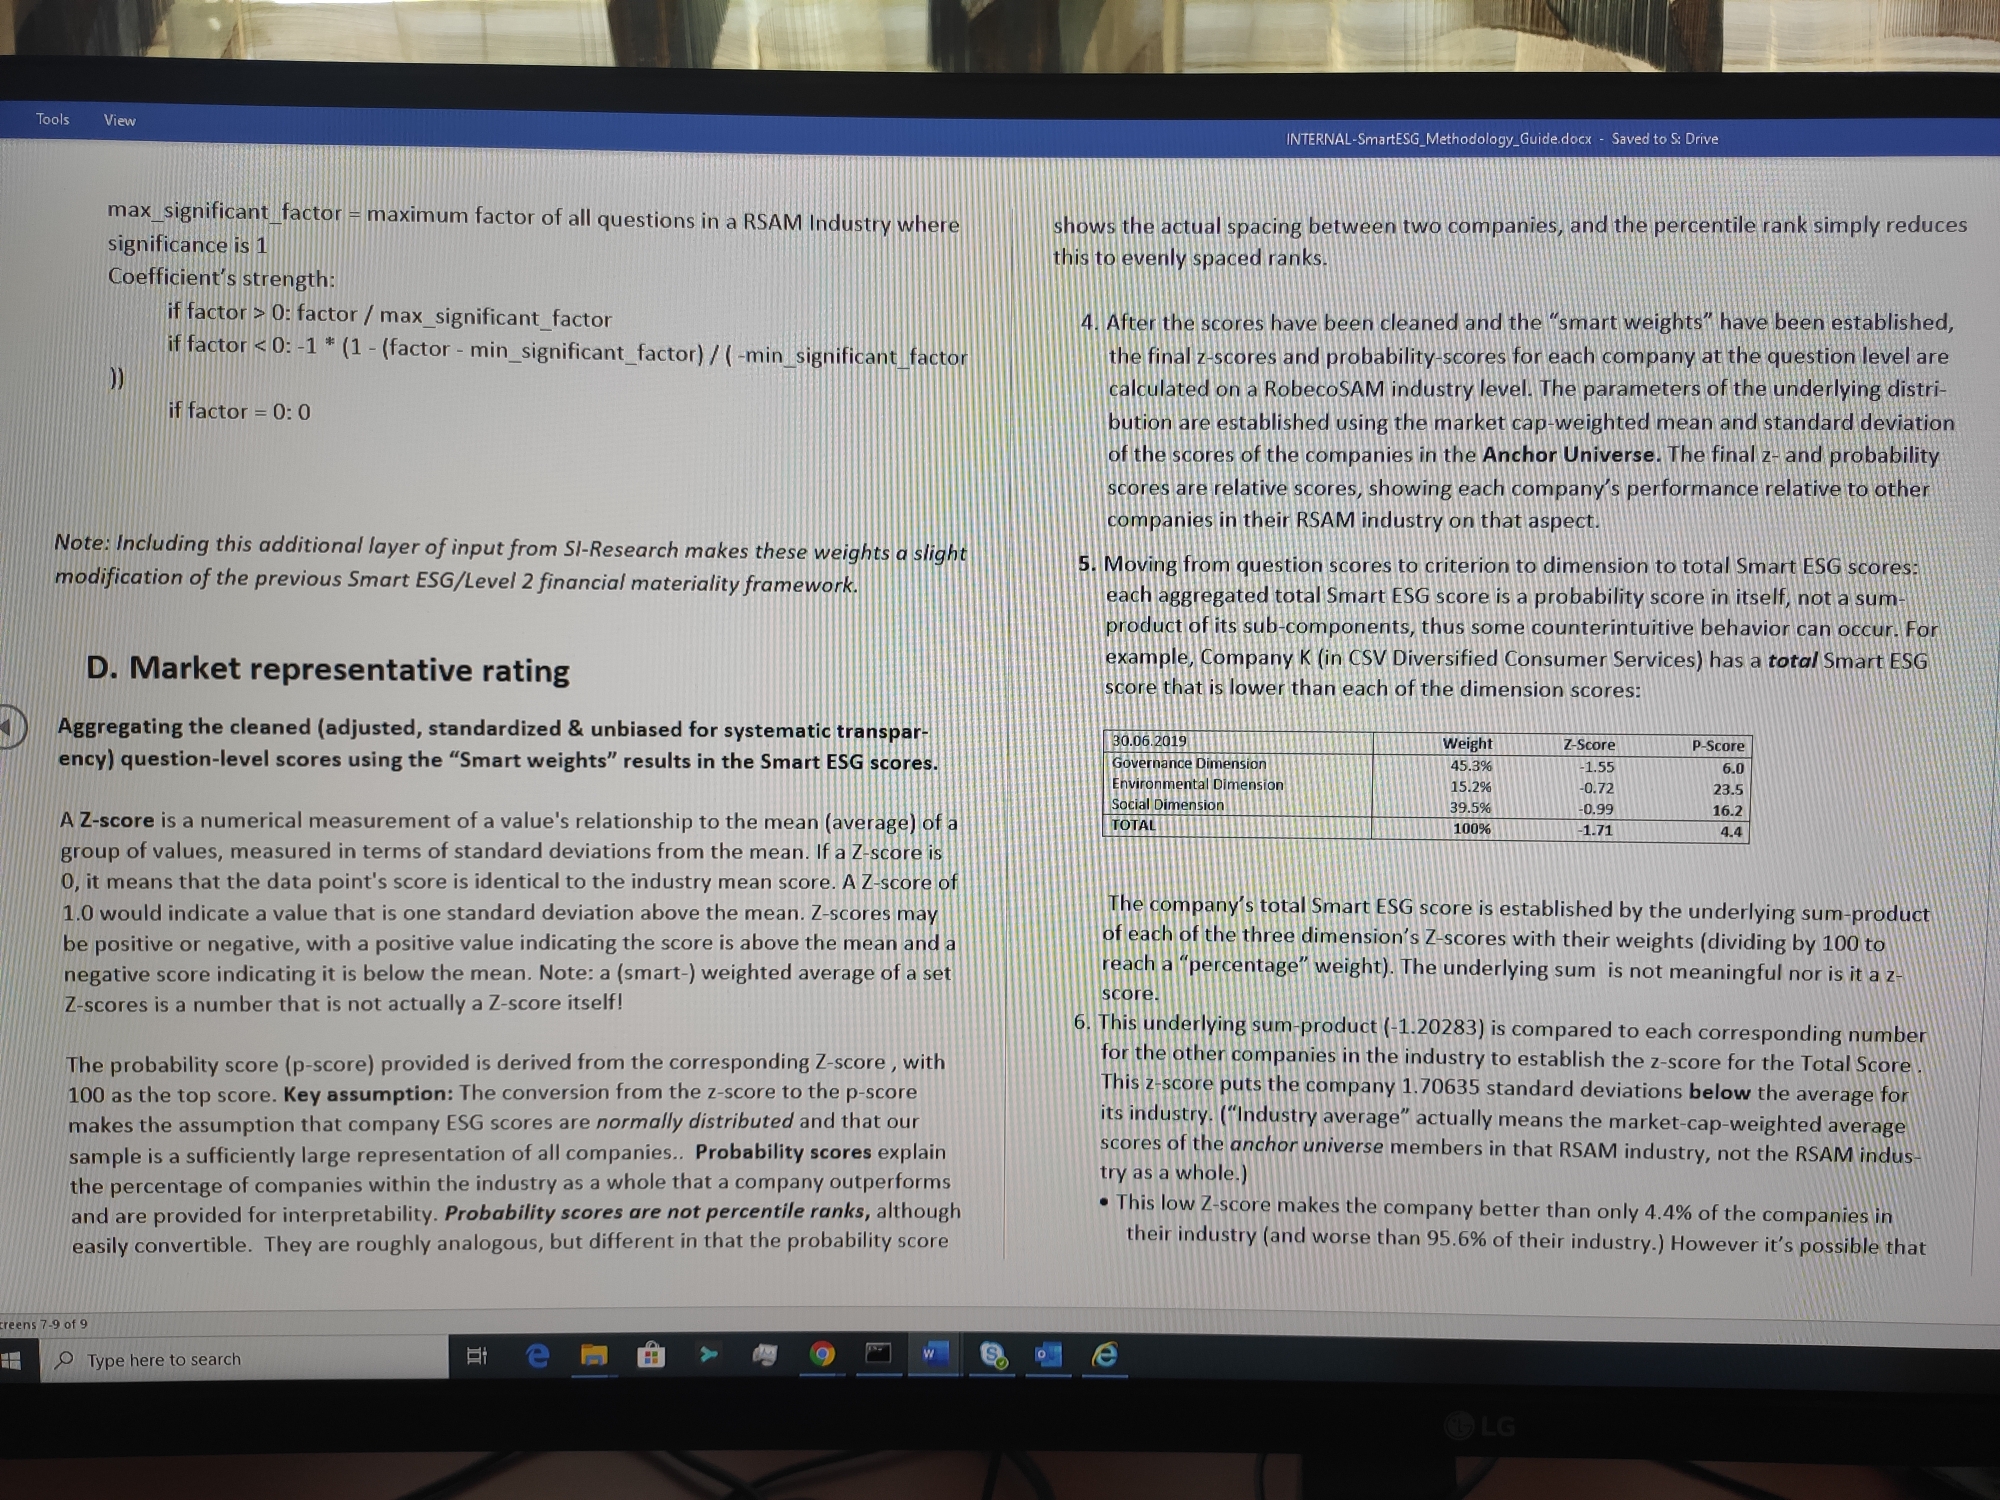 Tools View
INTERNAL-SmartESG_Methodology_Guide.docx - Saved to S: Drive
max_significant_factor = maximum factor of all questions in a RSAM Industry where
significance is 1
Coefficient's strength:
if factor > 0: factor / max_significant_factor
if factor < 0: -1 * (1 - (factor - min_significant_factor) / ( -min_significant_factor
))
if factor = 0: 0
Note: Including this additional layer of input from SI-Research makes these weights a slight
modification of the previous Smart ESG/Level 2 financial materiality framework.
D. Market representative rating
Aggregating the cleaned (adjusted, standardized & unbiased for systematic transpar-
ency) question-level scores using the "Smart weights" results in the Smart ESG scores.
A Z-score is a numerical measurement of a value's relationship to the mean (average) of a
group of values, measured in terms of standard deviations from the mean. If a Z-score is
0, it means that the data point's score is identical to the industry mean score. A Z-score of
1.0 would indicate a value that is one standard deviation above the mean. Z-scores may
be positive or negative, with a positive value indicating the score is above the mean and a
negative score indicating it is below the mean. Note: a (smart-) weighted average of a set
Z-scores is a number that is not actually a Z-score itself!
The probability score (p-score) provided is derived from the corresponding Z-score , with
100 as the top score. Key assumption: The conversion from the z-score to the p-score
makes the assumption that company ESG scores are normally distributed and that our
sample is a sufficiently large representation of all companies.. Probability scores explain
the percentage of companies within the industry as a whole that a company outperforms
and are provided for interpretability. Probability scores are not percentile ranks, although
easily convertible. They are roughly analogous, but different in that the probability score
shows the actual spacing between two companies, and the percentile rank simply reduces
this to evenly spaced ranks.
4. After the scores have been cleaned and the "smart weights" have been established,
the final z-scores and probability-scores for each company at the question level are
calculated on a RobecoSAM industry level. The parameters of the underlying distri-
bution are established using the market cap-weighted mean and standard deviation
of the scores of the companies in the Anchor Universe. The final z- and probability
scores are relative scores, showing each company's performance relative to other
companies in their RSAM industry on that aspect.
5. Moving from question scores to criterion to dimension to total Smart ESG scores:
each aggregated total Smart ESG score is a probability score in itself, not a sum-
product of its sub-components, thus some counterintuitive behavior can occur. For
example, Company K (in CSV Diversified Consumer Services) has a total Smart ESG
score that is lower than each of the dimension scores:
30.06.2019 Weight Z-Score P-Score
Governance Dimension 45.3% -1.55 6.0
Environmental Dimension 15.2% -0.72 23.5
Social Dimension 39.5% -0.99 16.2
TOTAL 100% -1.71 4.4
The company's total Smart ESG score is established by the underlying sum-product
of each of the three dimension's Z-scores with their weights (dividing by 100 to
reach a "percentage" weight). The underlying sum is not meaningful nor is it a z-
score.
6. This underlying sum-product (-1.20283) is compared to each corresponding number
for the other companies in the industry to establish the z-score for the Total Score .
This z-score puts the company 1.70635 standard deviations below the average for
its industry. ("Industry average" actually means the market-cap-weighted average
scores of the anchor universe members in that RSAM industry, not the RSAM indus-
try as a whole.)
• This low Z-score makes the company better than only 4.4% of the companies in
their industry (and worse than 95.6% of their industry.) However it's possible that
creens 7-9 of 9
Type here to search
LG